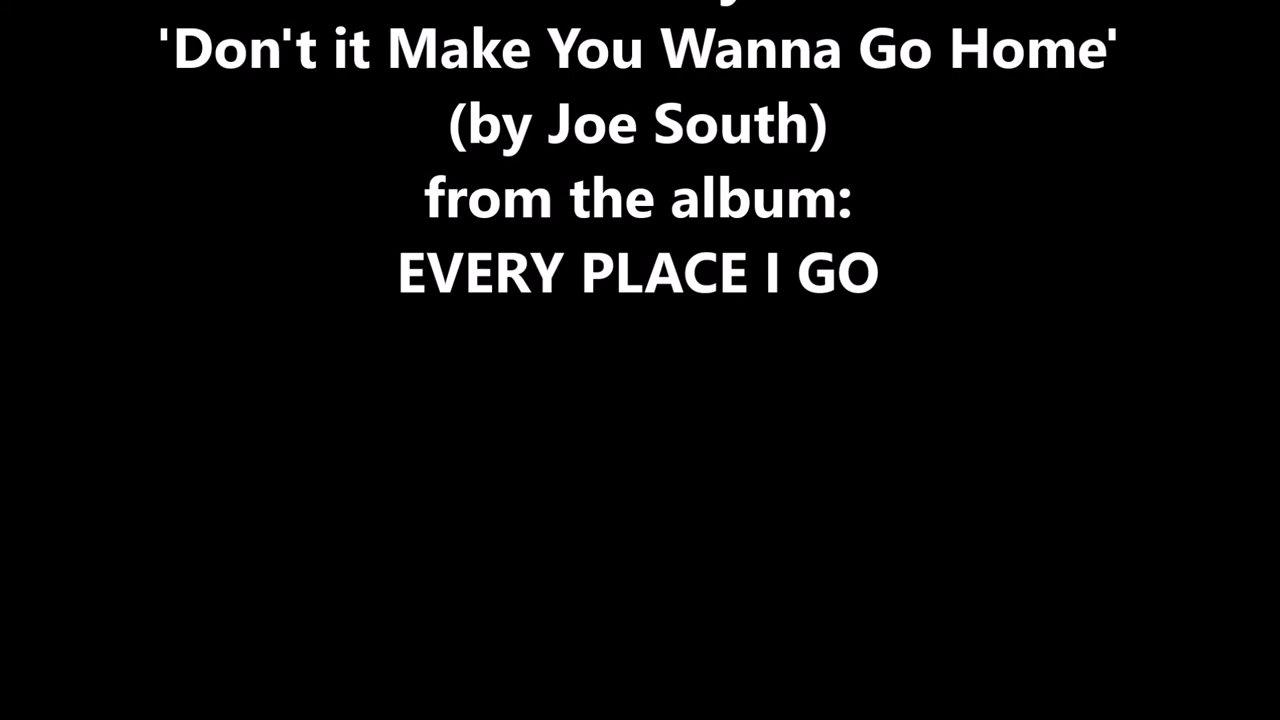 'Don't it Make You Wanna Go Home'
(by Joe South)
from the album:
EVERY PLACE I GO